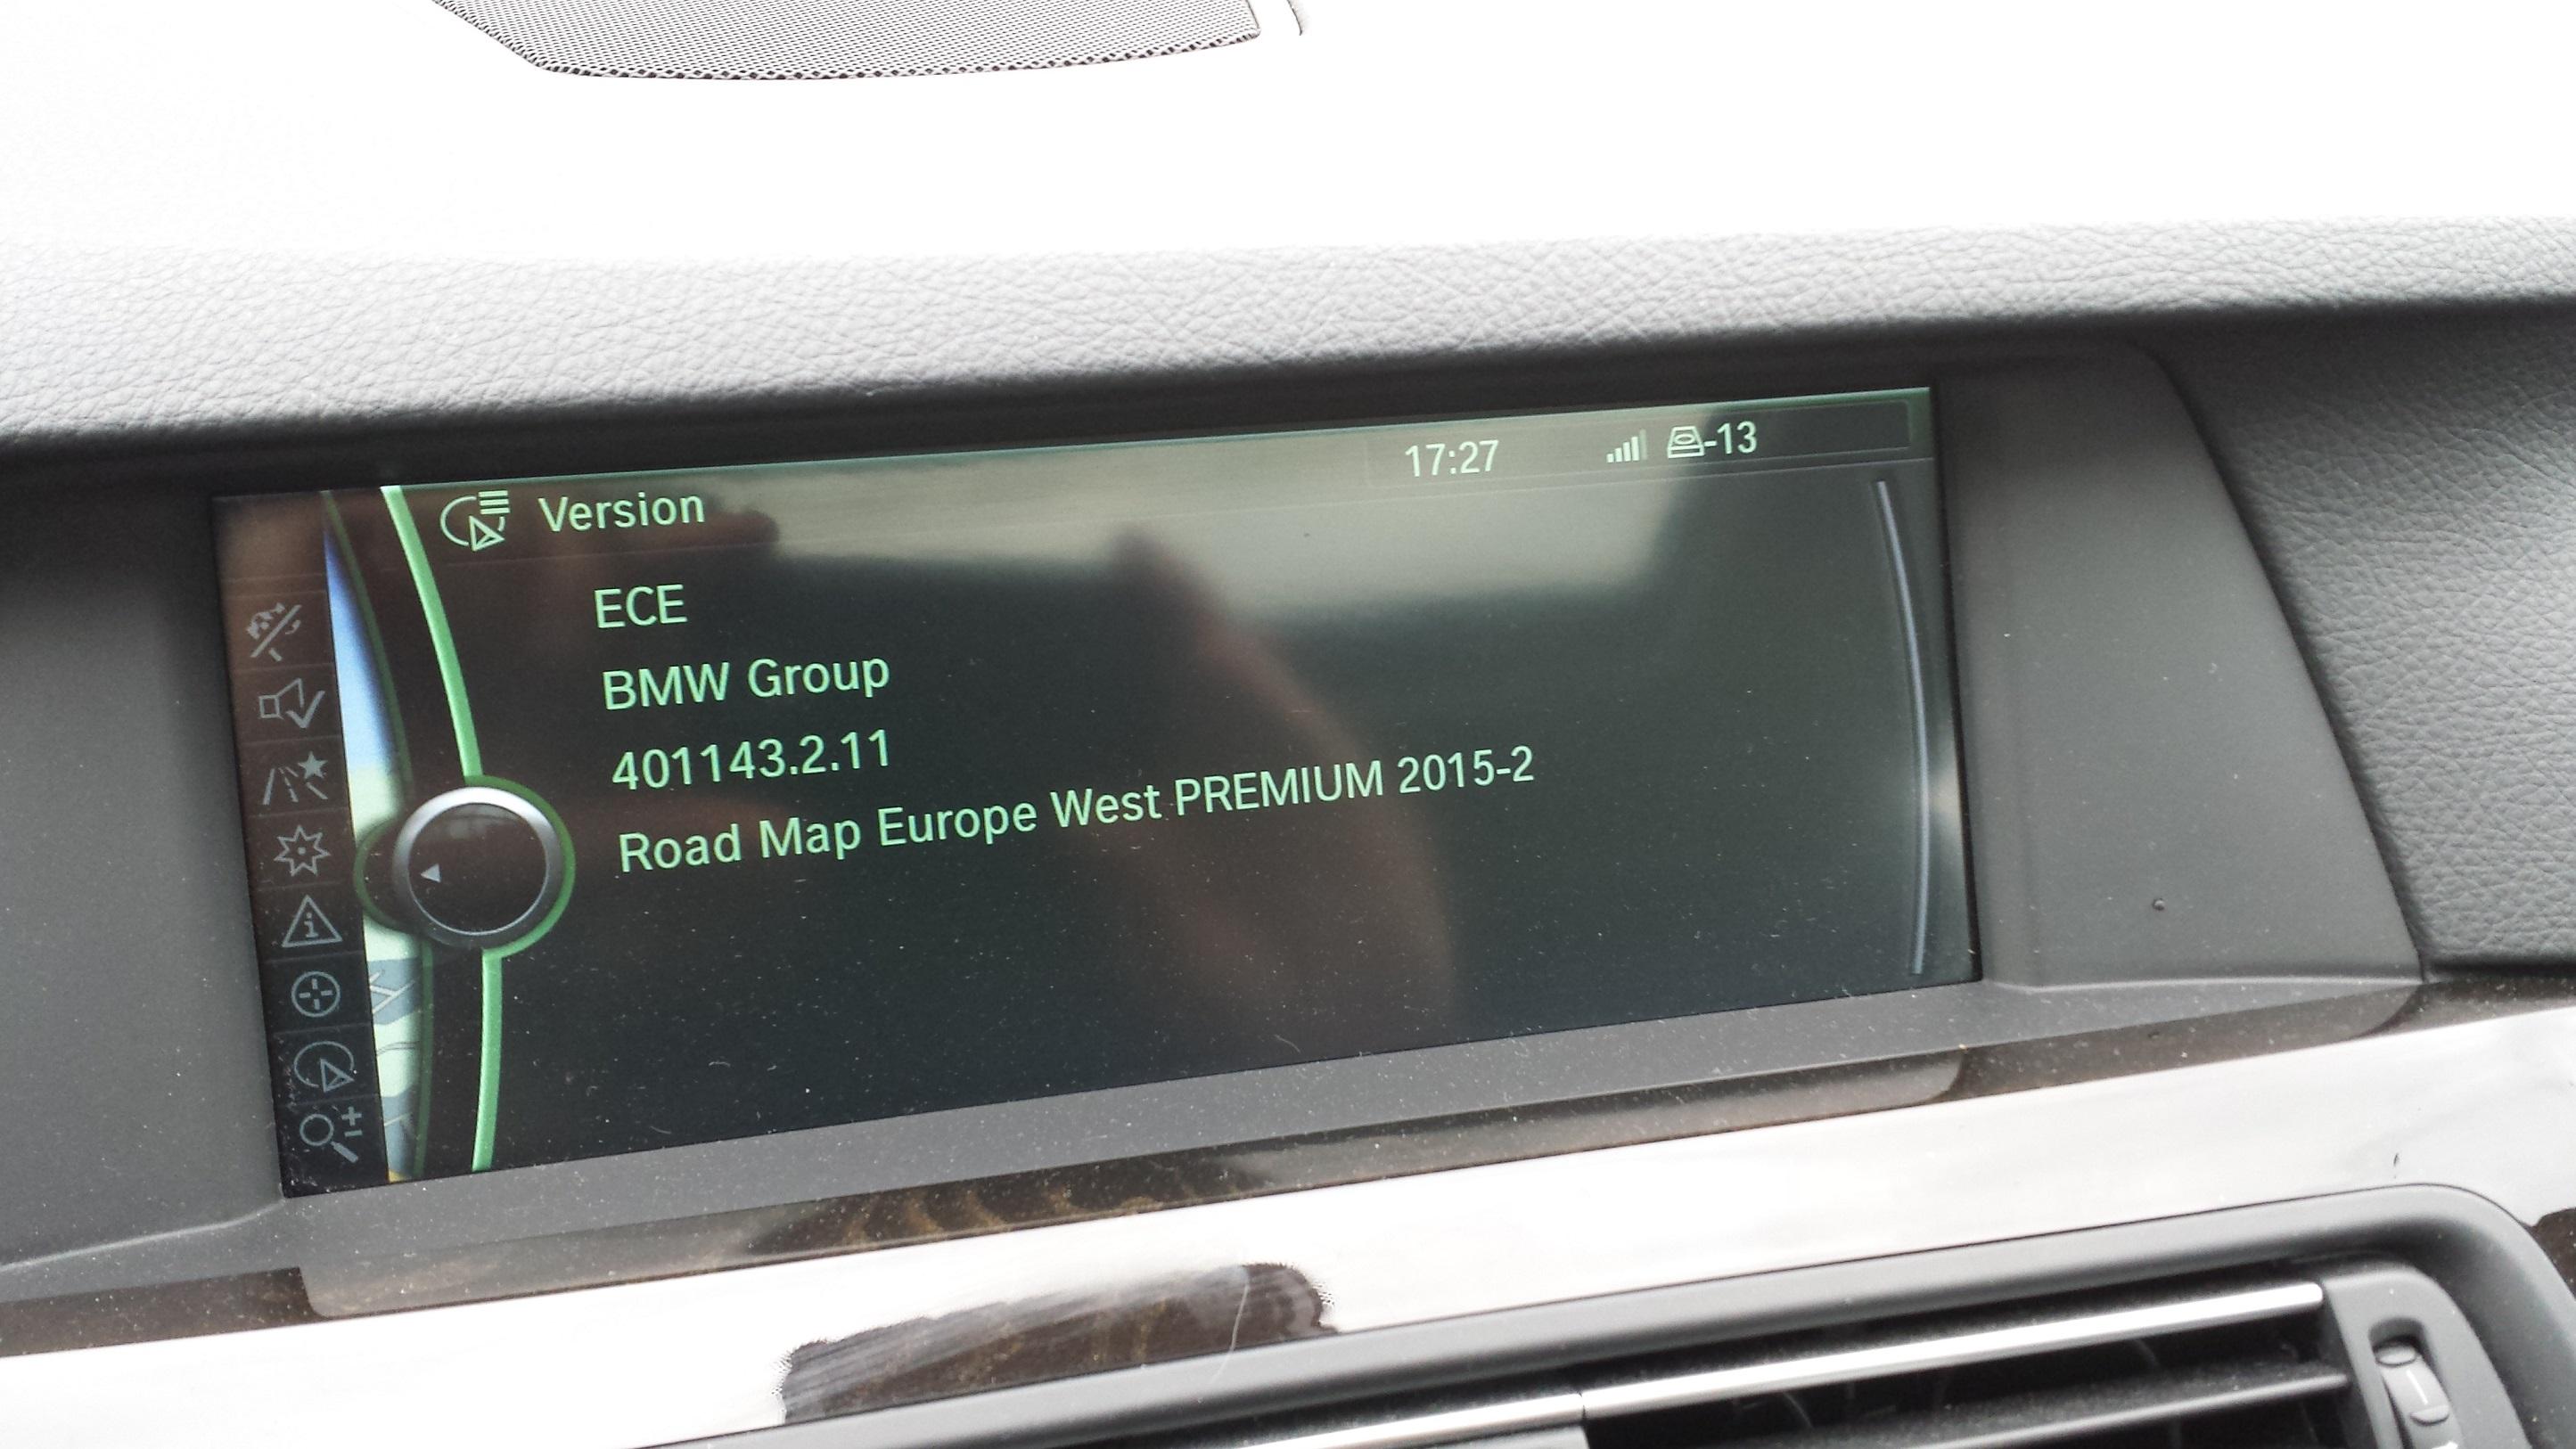 17:27 -13
Version
ECE
BMW Group
401143.2.11
Road Map Europe West PREMIUM 2015-2